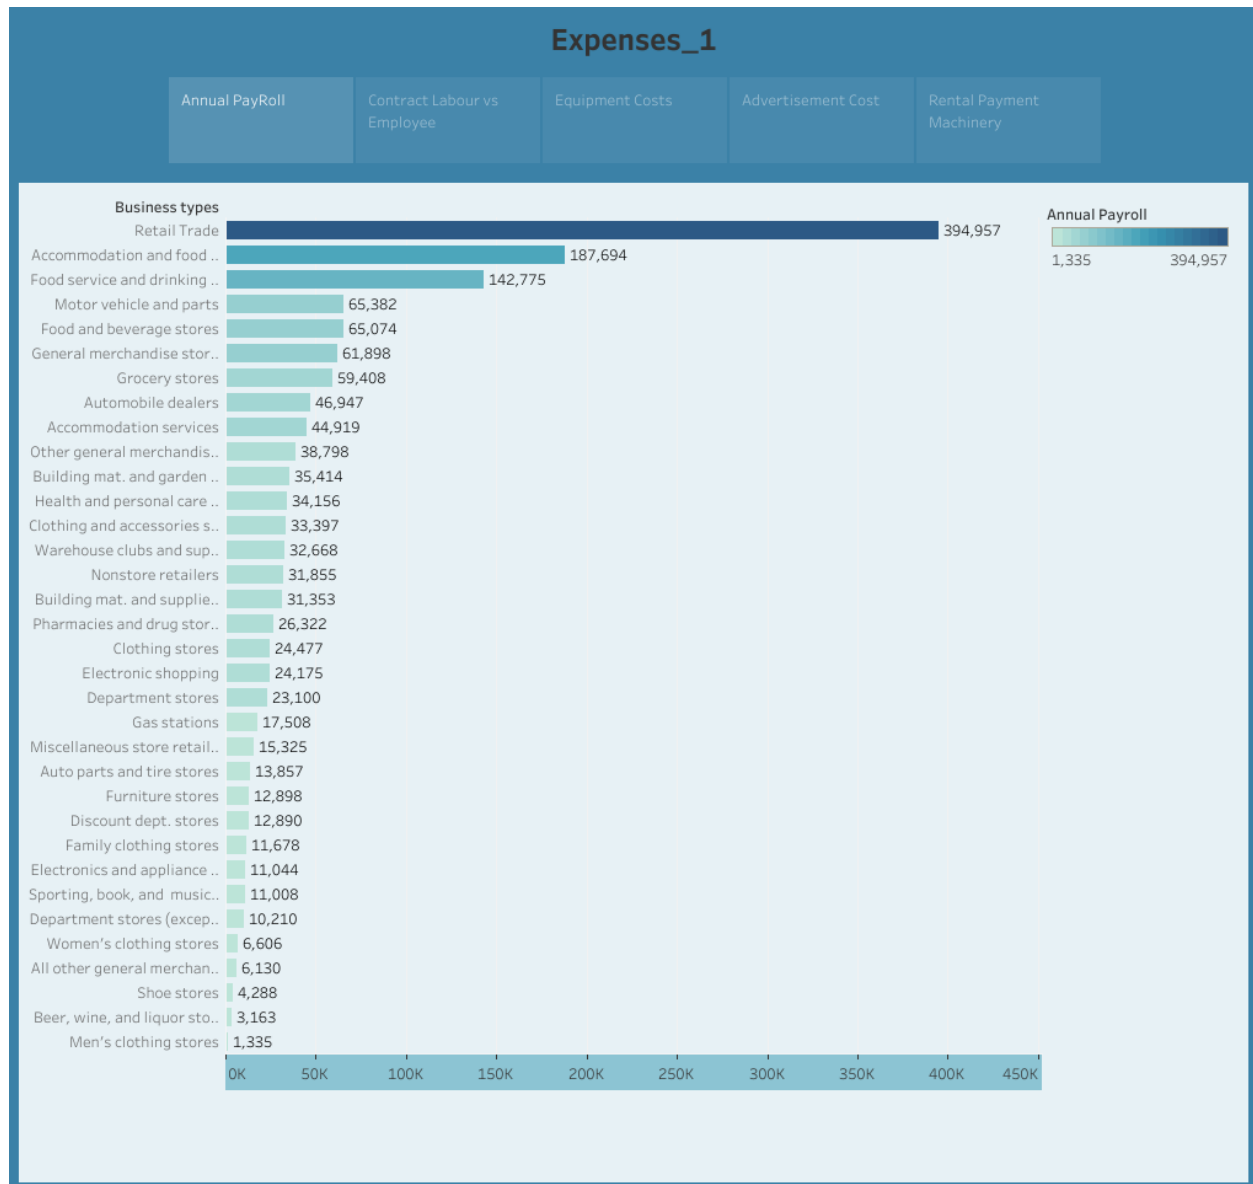 Expenses_1
Annual PayRoll
Contract Labour vs
Employee
Equipment Costs
Advertisement Cost
Rental Payment
Machinery
Business types
Retail Trade 394,957
Accommodation and food .. 187,694
Food service and drinking .. 142,775
Motor vehicle and parts 65,382
Food and beverage stores 65,074
General merchandise stor.. 61,898
Grocery stores 59,408
Automobile dealers 46,947
Accommodation services 44,919
Other general merchandis.. 38,798
Building mat. and garden .. 35,414
Health and personal care .. 34,156
Clothing and accessories s.. 33,397
Warehouse clubs and sup.. 32,668
Nonstore retailers 31,855
Building mat. and supplie.. 31,353
Pharmacies and drug stor.. 26,322
Clothing stores 24,477
Electronic shopping 24,175
Department stores 23,100
Gas stations 17,508
Miscellaneous store retail.. 15,325
Auto parts and tire stores 13,857
Furniture stores 12,898
Discount dept. stores 12,890
Family clothing stores 11,678
Electronics and appliance .. 11,044
Sporting, book, and music.. 11,008
Department stores (excep.. 10,210
Women's clothing stores 6,606
All other general merchan.. 6,130
Shoe stores 4,288
Beer, wine, and liquor sto.. 3,163
Men's clothing stores 1,335
0K 50K 100K 150K 200K 250K 300K 350K 400K 450K
Annual Payroll
1,335 394,957